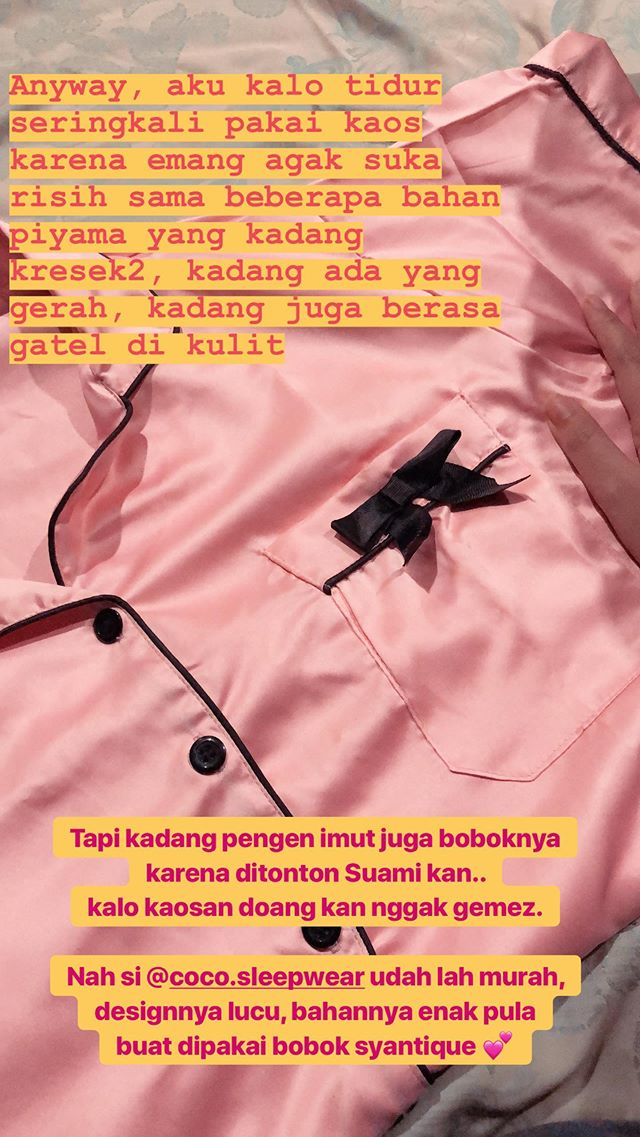 Anyway, aku kalo tidur
seringkali pakai kaos
karena emang agak suka
risih sama beberapa bahan
piyama yang kadang
kresek2, kadang ada yang
gerah, kadang juga berasa
gatel di kulit
Tapi kadang pengen imut juga boboknya
karena ditonton Suami kan..
kalo kaosan doang kan nggak gemez.
Nah si @coco.sleepwear udah lah murah,
designnya lucu, bahannya enak pula
buat dipakai bobok syantique 💕